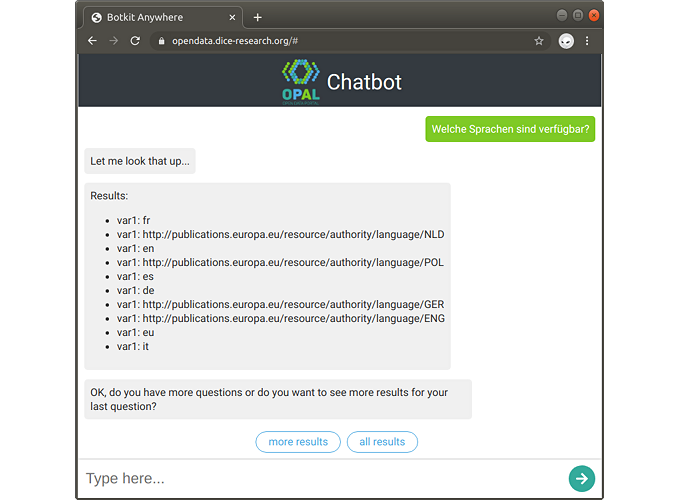 Botkit Anywhere
opendata.dice-research.org/#
OPAL
Chatbot
Welche Sprachen sind verfügbar?
Let me look that up...
Results:
• var1: fr
• var1: http://publications.europa.eu/resource/authority/language/NLD
• var1: en
• var1: http://publications.europa.eu/resource/authority/language/POL
• var1: es
• var1: de
• var1: http://publications.europa.eu/resource/authority/language/GER
• var1: http://publications.europa.eu/resource/authority/language/ENG
• var1: eu
• var1: it
OK, do you have more questions or do you want to see more results for your
last question?
more results
all results
Type here...